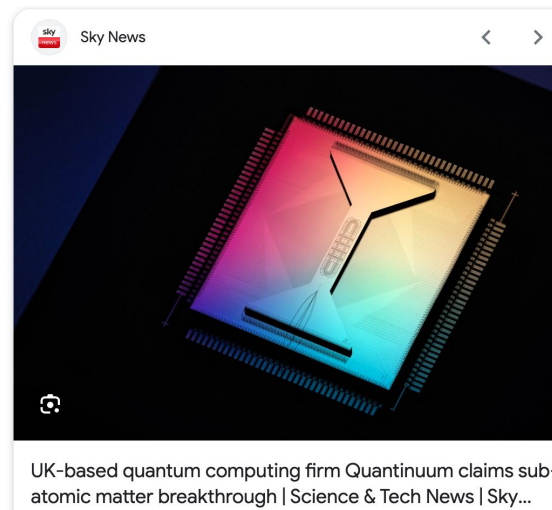 sky
news
Sky News
UK-based quantum computing firm Quantinuum claims sub-
atomic matter breakthrough | Science & Tech News | Sky...